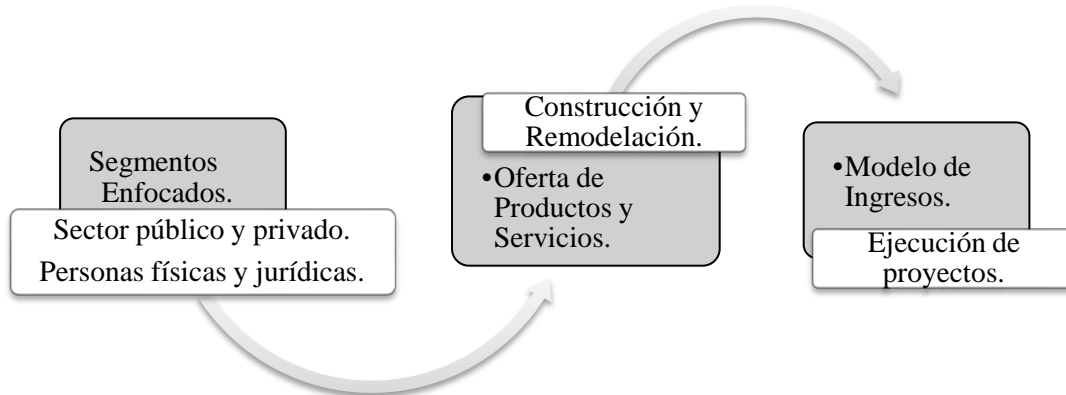 Segmentos
Enfocados.
Sector público y privado.
Personas físicas y jurídicas.
Construcción y
Remodelación.
•Oferta de
Productos y
Servicios.
•Modelo de
Ingresos.
Ejecución de
proyectos.